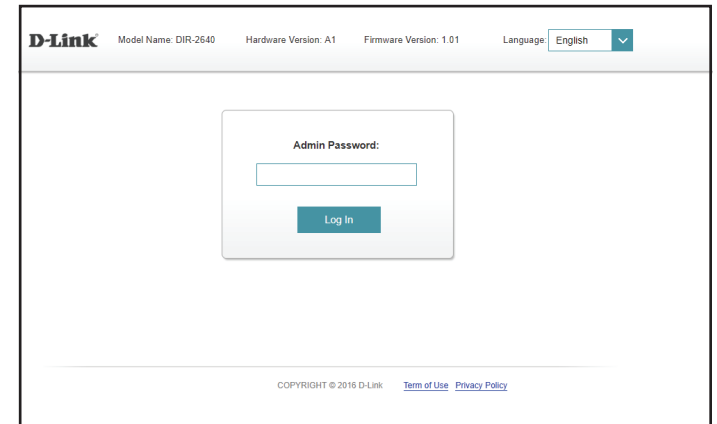 D-Link Model Name: DIR-2640 Hardware Version: A1 Firmware Version: 1.01 Language: English
Admin Password:
Log In
COPYRIGHT © 2016 D-Link Term of Use Privacy Policy